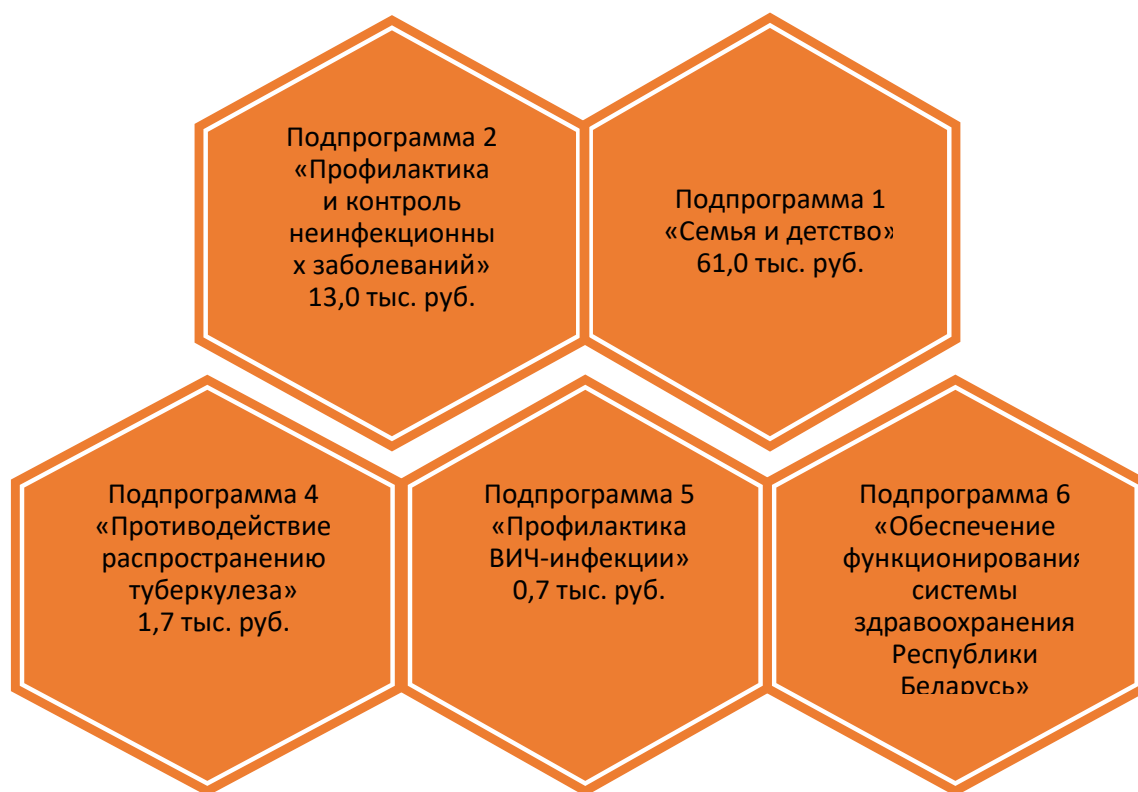 Подпрограмма 2
«Профилактика
и контроль
неинфекционны
х заболеваний»
13,0 тыс. руб.
Подпрограмма 1
«Семья и детство»
61,0 тыс. руб.
Подпрограмма 4
«Противодействие
распространению
туберкулеза»
1,7 тыс. руб.
Подпрограмма 5
«Профилактика
ВИЧ-инфекции»
0,7 тыс. руб.
Подпрограмма 6
«Обеспечение
функционирования
системы
здравоохранения
Республики
Беларусь»